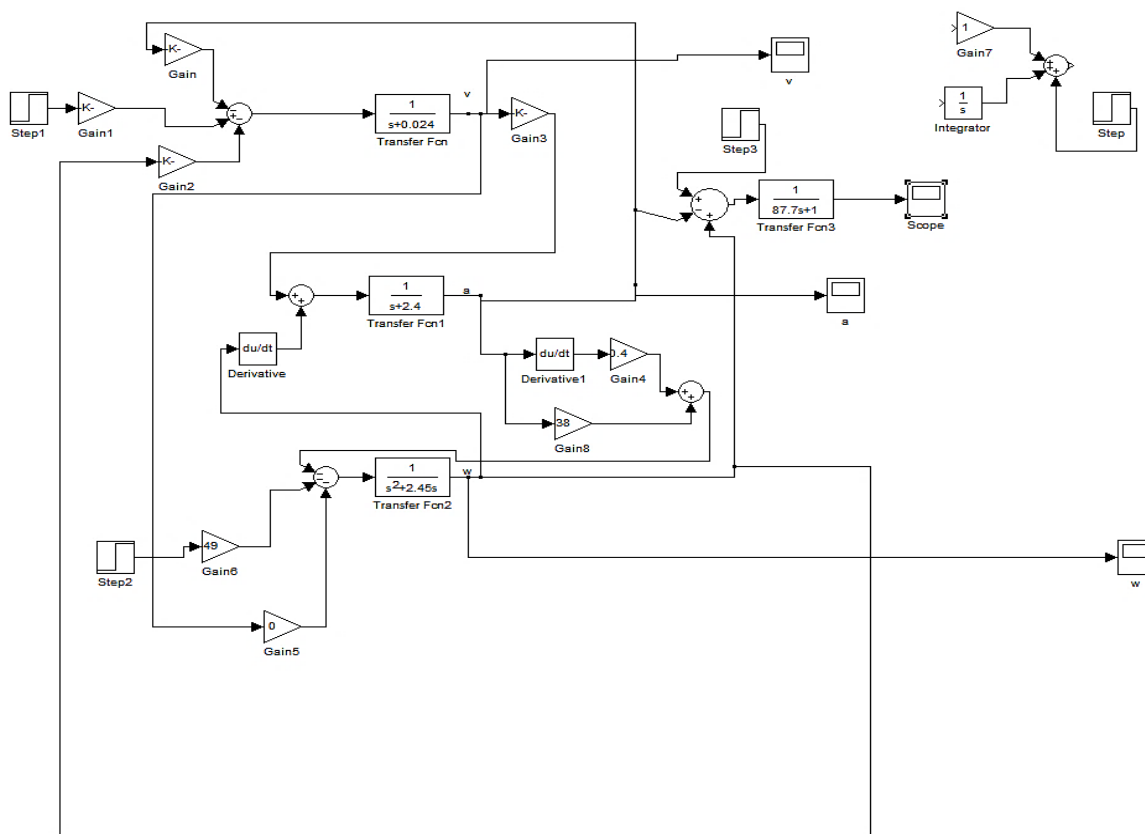 1
Gain7
-K-
Gain
v
v
Step1
-K-
Gain1
1
s+0.024
Transfer Fcn
-K-
Gain3
1
s
Integrator
Step
Step3
-K-
Gain2
1
87.7s+1
Transfer Fcn3
Scope
1
s+2.4
Transfer Fcn1
a
a
du/dt
Derivative
du/dt
Derivative1
0.4
Gain4
38
Gain8
1
s²+2.45s
Transfer Fcn2
w
49
Gain6
Step2
w
0
Gain5